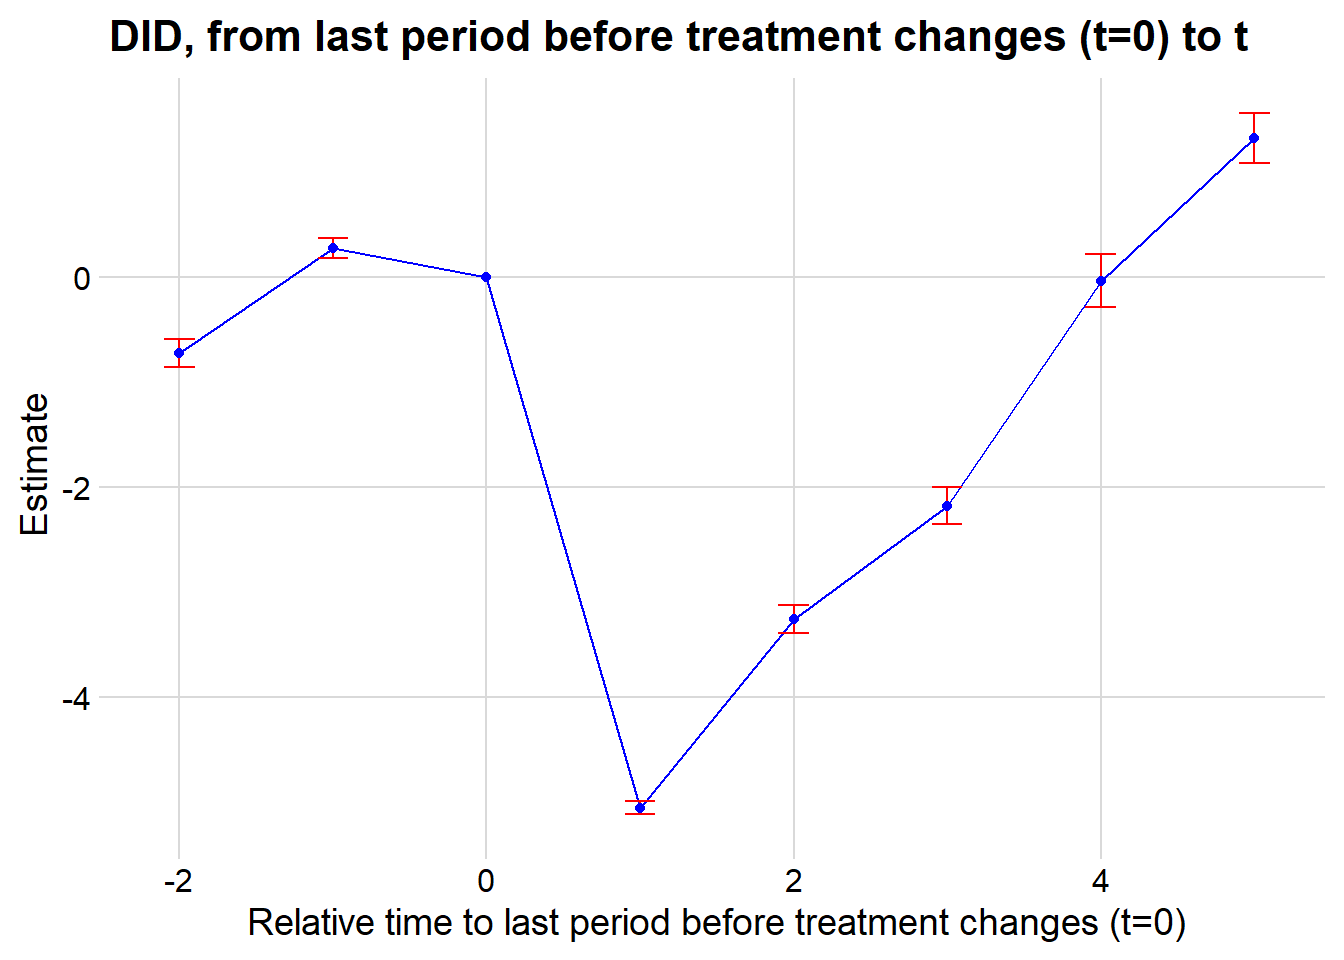 DID, from last period before treatment changes (t=0) to t
0
-2
-4
Estimate
-2 0 2 4
Relative time to last period before treatment changes (t=0)